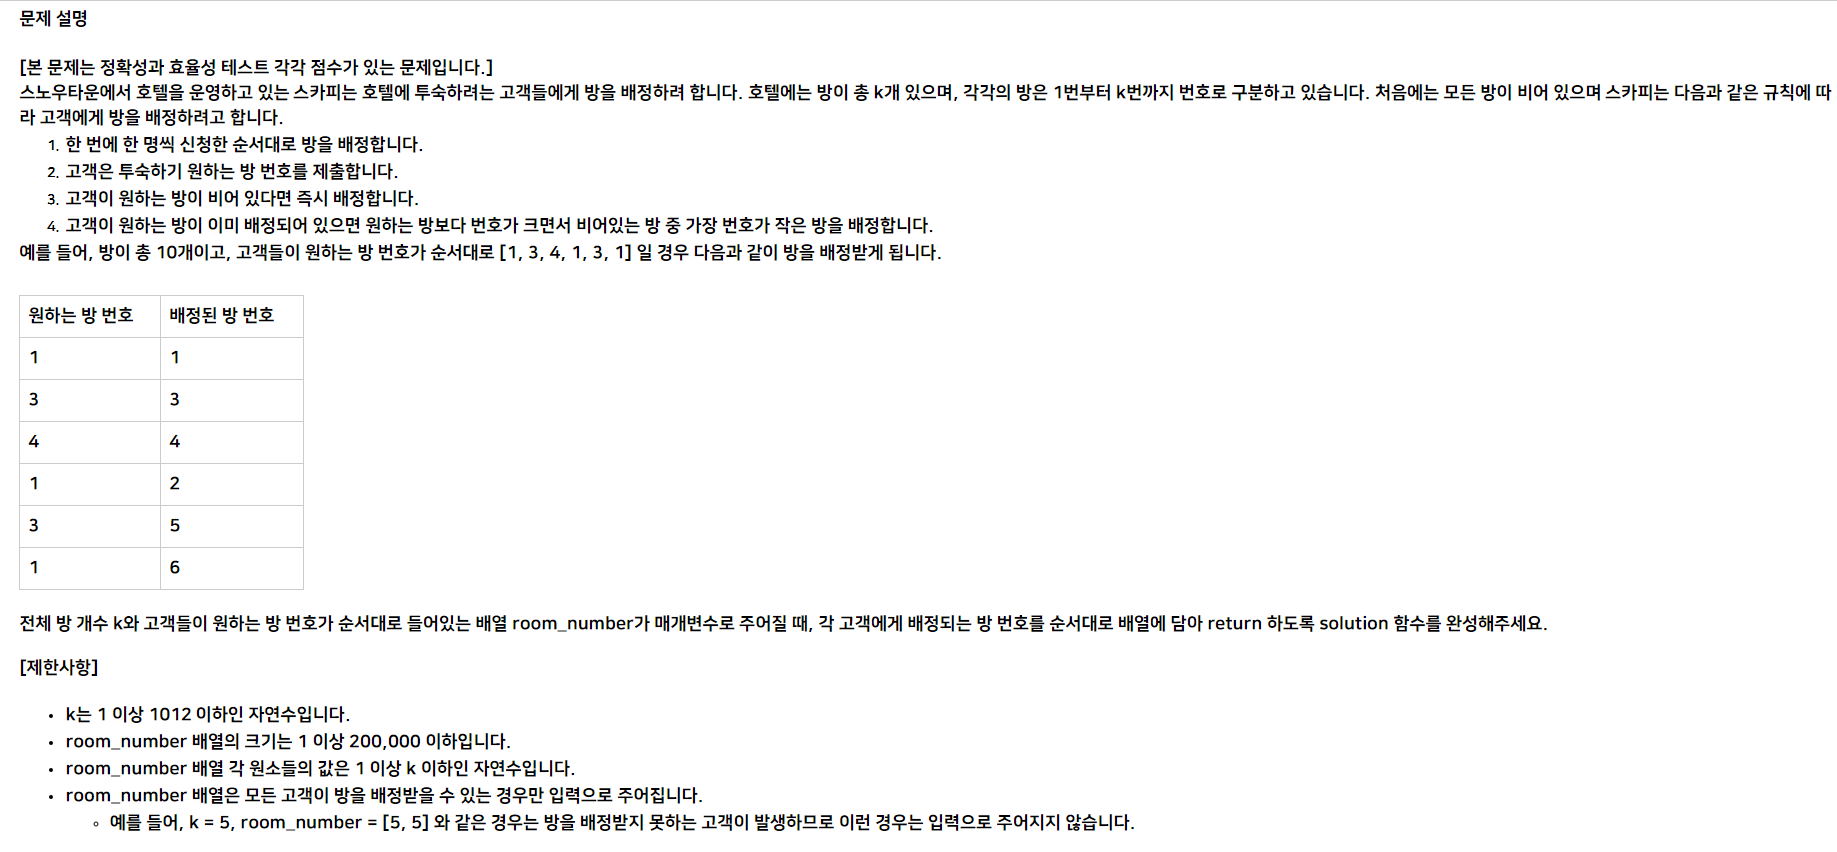 문제 설명
[본 문제는 정확성과 효율성 테스트 각각 점수가 있는 문제입니다.]
스노우타운에서 호텔을 운영하고 있는 스카피는 호텔에 투숙하려는 고객들에게 방을 배정하려 합니다. 호텔에는 방이 총 k개 있으며, 각각의 방은 1번부터 k번까지 번호로 구분하고 있습니다. 처음에는 모든 방이 비어 있으며 스카피는 다음과 같은 규칙에 따
라 고객에게 방을 배정하려고 합니다.
1. 한 번에 한 명씩 신청한 순서대로 방을 배정합니다.
2. 고객은 투숙하기 원하는 방 번호를 제출합니다.
3. 고객이 원하는 방이 비어 있다면 즉시 배정합니다.
4. 고객이 원하는 방이 이미 배정되어 있으면 원하는 방보다 번호가 크면서 비어있는 방 중 가장 번호가 작은 방을 배정합니다.
예를 들어, 방이 총 10개이고, 고객들이 원하는 방 번호가 순서대로 [1, 3, 4, 1, 3, 1] 일 경우 다음과 같이 방을 배정받게 됩니다.
원하는 방 번호 배정된 방 번호
1 1
3 3
4 4
1 2
3 5
1 6
전체 방 개수 k와 고객들이 원하는 방 번호가 순서대로 들어있는 배열 room_number가 매개변수로 주어질 때, 각 고객에게 배정되는 방 번호를 순서대로 배열에 담아 return 하도록 solution 함수를 완성해주세요.
[제한사항]
• k는 1 이상 1012 이하인 자연수입니다.
• room_number 배열의 크기는 1 이상 200,000 이하입니다.
• room_number 배열 각 원소들의 값은 1 이상 k 이하인 자연수입니다.
• room_number 배열은 모든 고객이 방을 배정받을 수 있는 경우만 입력으로 주어집니다.
◦ 예를 들어, k = 5, room_number = [5, 5] 와 같은 경우는 방을 배정받지 못하는 고객이 발생하므로 이런 경우는 입력으로 주어지지 않습니다.